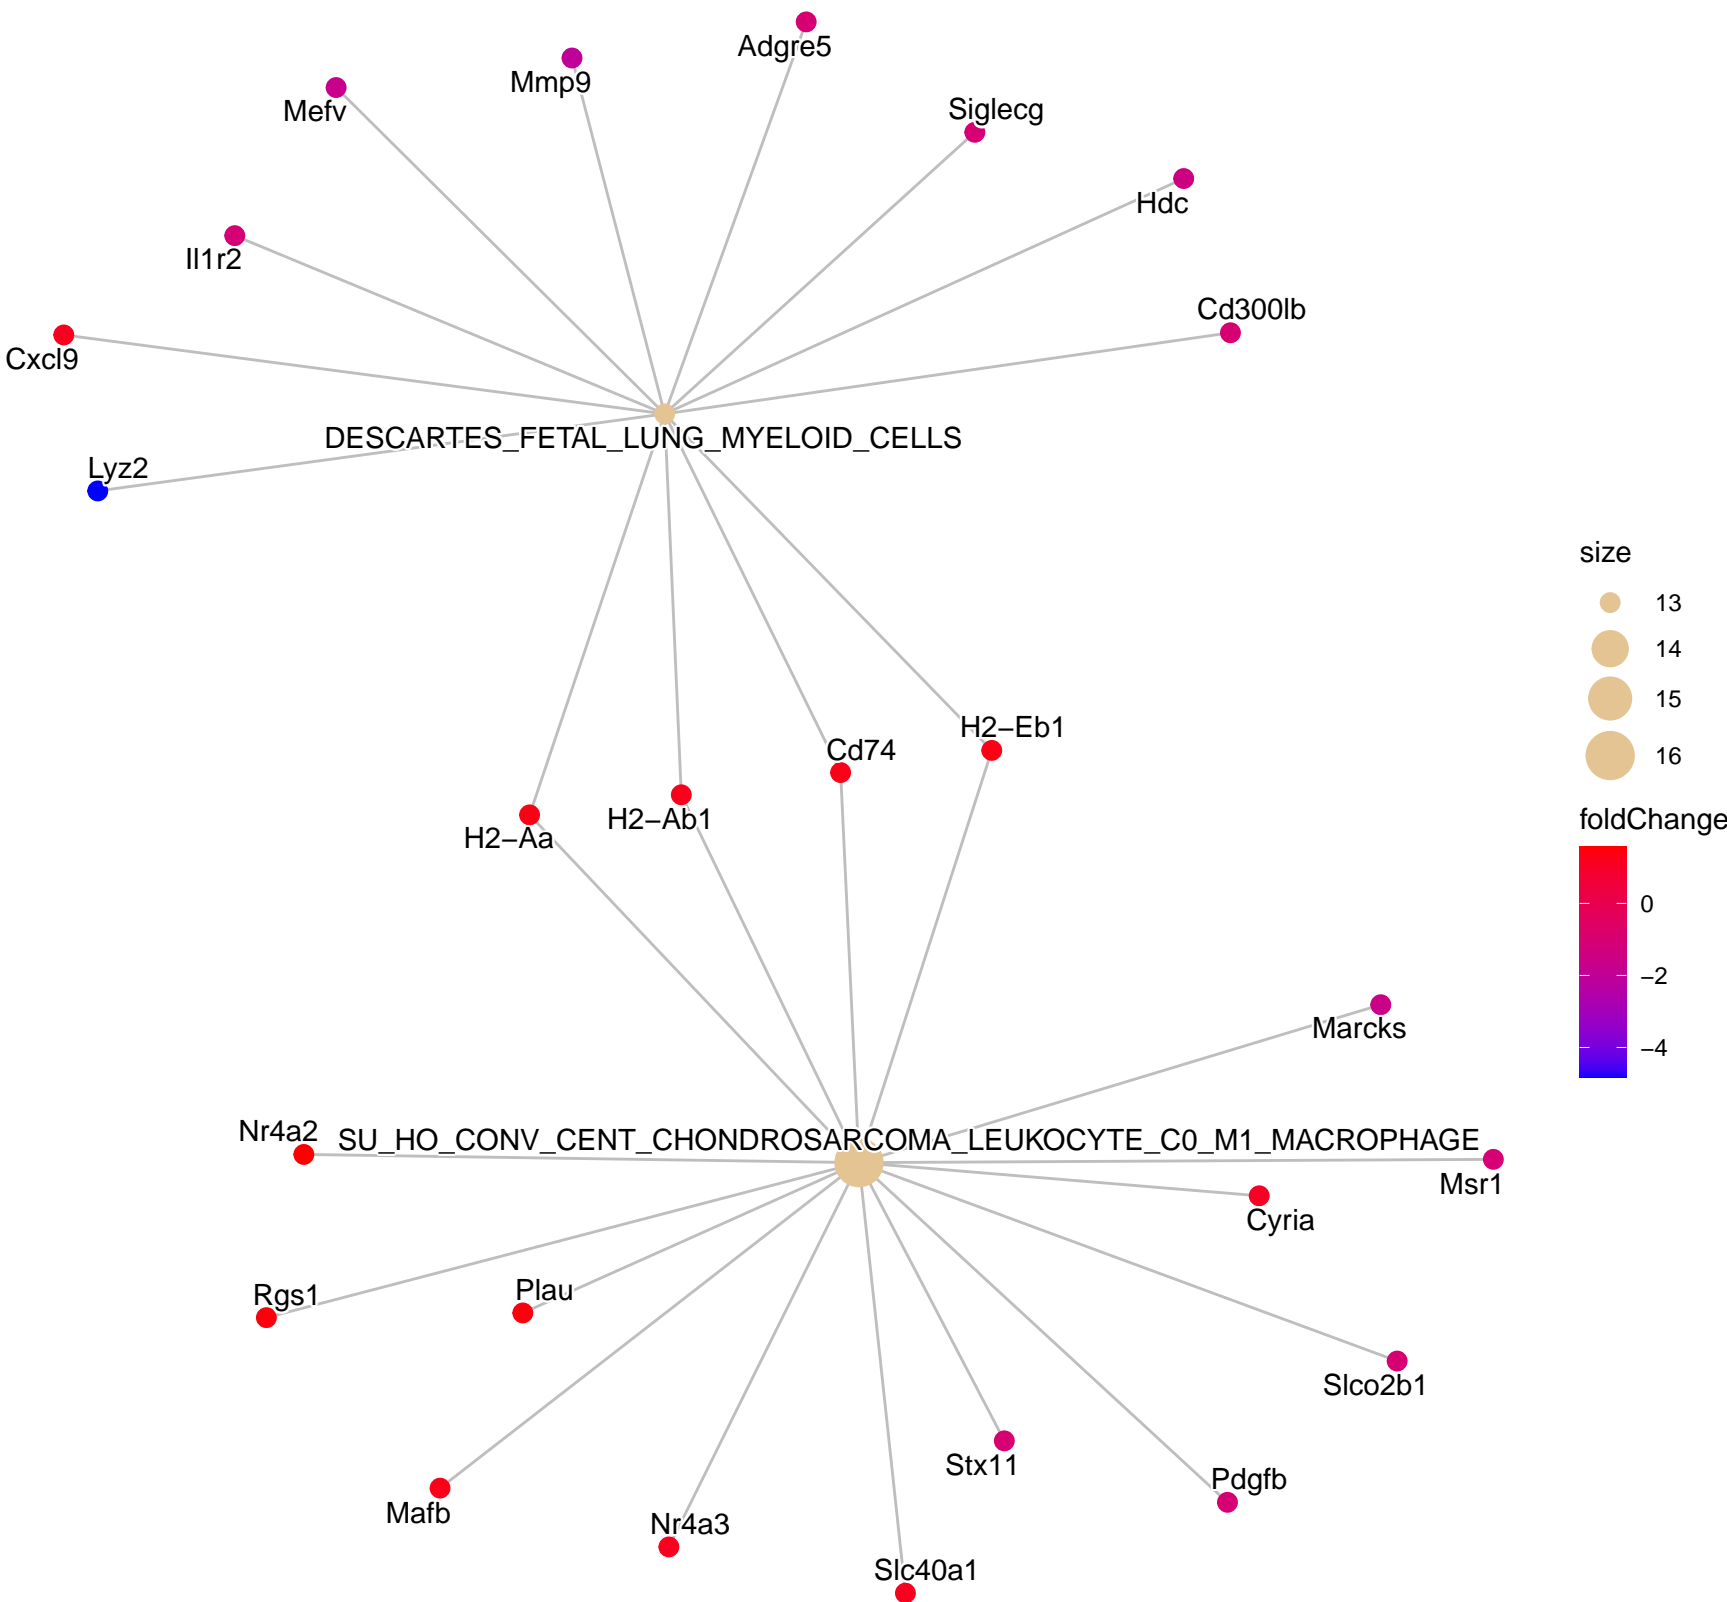 Adgre5
Mmp9
Mefv
Siglecg
Hdc
Il1r2
Cd300lb
Cxcl9
DESCARTES_FETAL_LUNG_MYELOID_CELLS
Lyz2
size
13
14
15
16
H2−Eb1
Cd74
H2−Ab1
H2−Aa
foldChange
0
−2
−4
Marcks
Nr4a2
SU_HO_CONV_CENT_CHONDROSARCOMA_LEUKOCYTE_C0_M1_MACROPHAGE
Msr1
Cyria
Rgs1
Plau
Slco2b1
Stx11
Pdgfb
Mafb
Nr4a3
Slc40a1